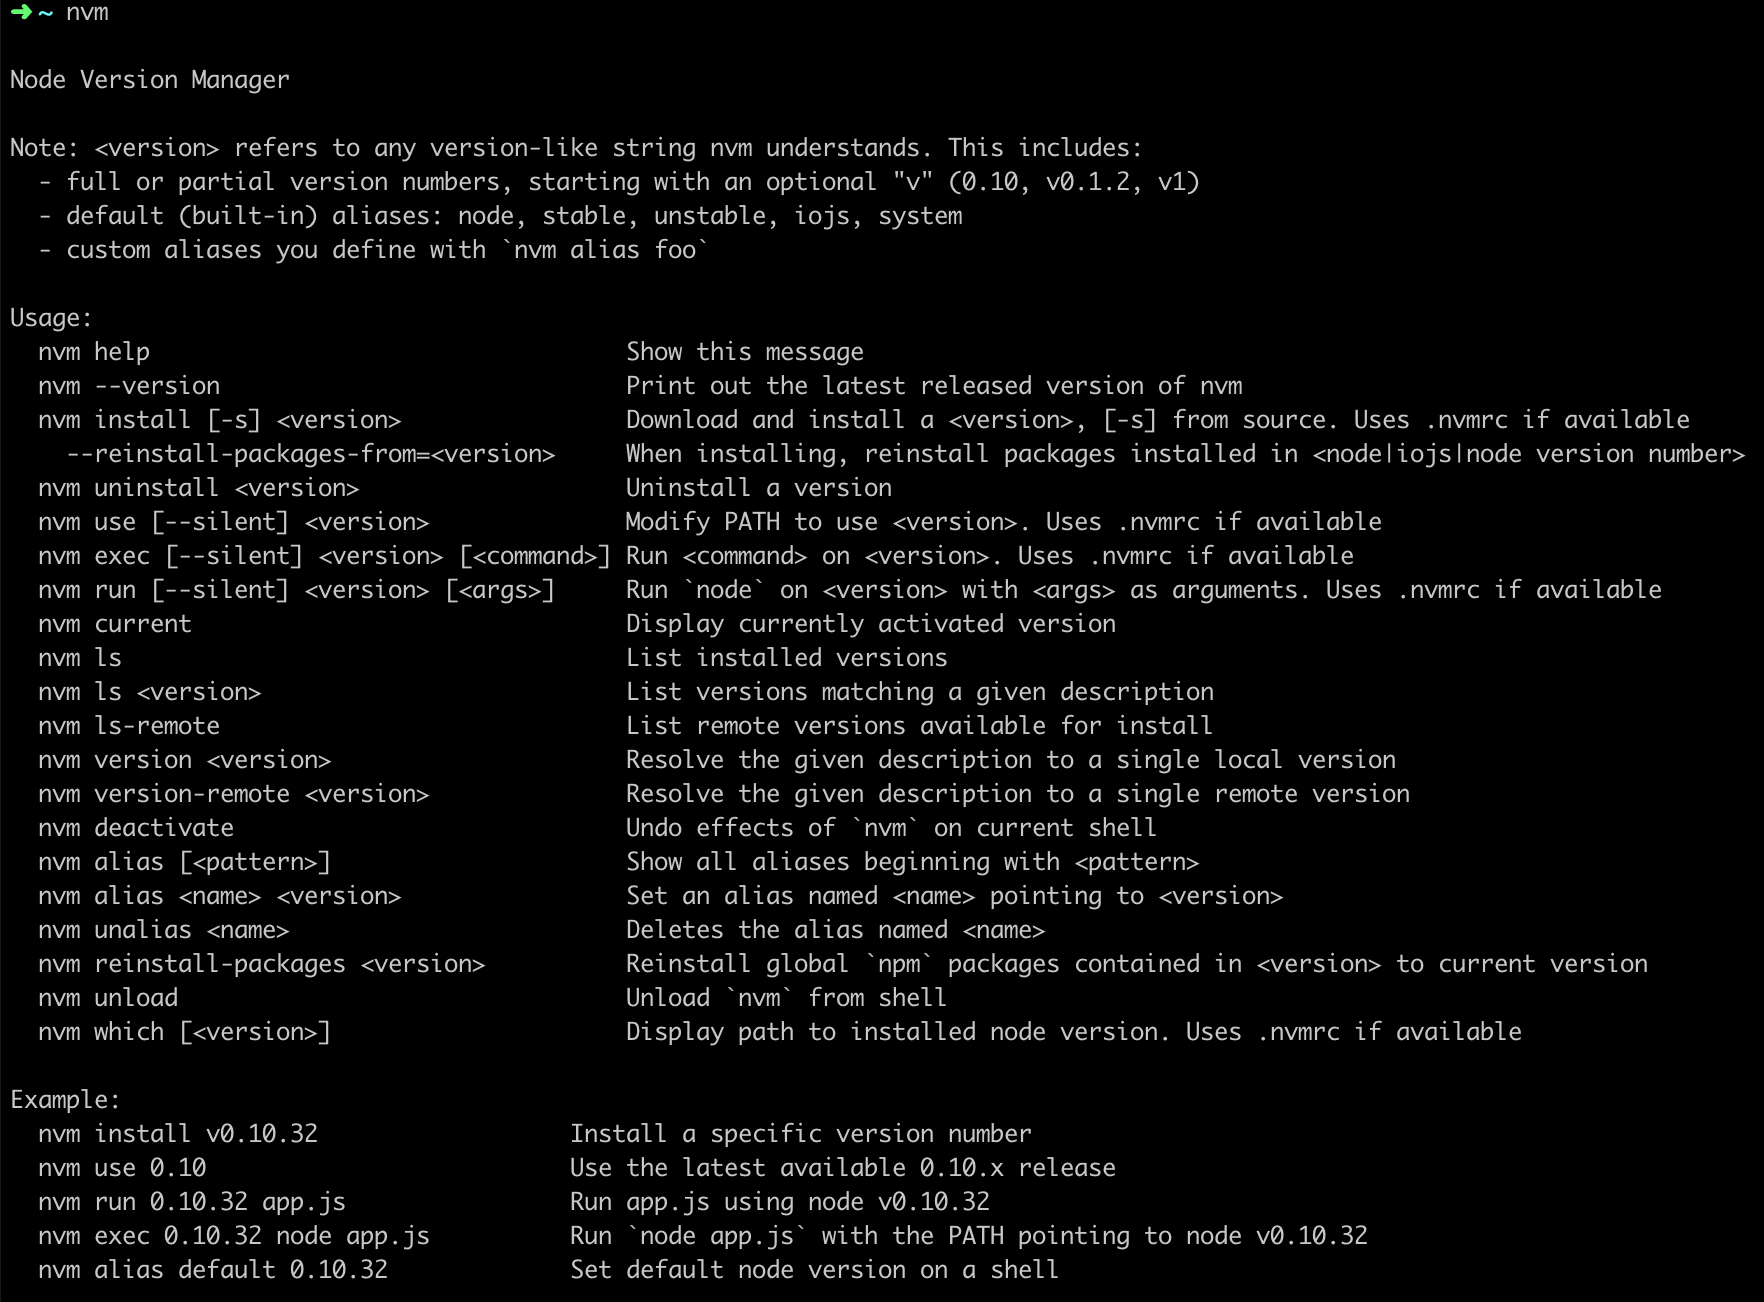 ➜ ~ nvm

Node Version Manager

Note: <version> refers to any version-like string nvm understands. This includes:
  - full or partial version numbers, starting with an optional "v" (0.10, v0.1.2, v1)
  - default (built-in) aliases: node, stable, unstable, iojs, system
  - custom aliases you define with `nvm alias foo`

Usage:
  nvm help                                  Show this message
  nvm --version                             Print out the latest released version of nvm
  nvm install [-s] <version>                Download and install a <version>, [-s] from source. Uses .nvmrc if available
    --reinstall-packages-from=<version>     When installing, reinstall packages installed in <node|iojs|node version number>
  nvm uninstall <version>                   Uninstall a version
  nvm use [--silent] <version>              Modify PATH to use <version>. Uses .nvmrc if available
  nvm exec [--silent] <version> [<command>] Run <command> on <version>. Uses .nvmrc if available
  nvm run [--silent] <version> [<args>]     Run `node` on <version> with <args> as arguments. Uses .nvmrc if available
  nvm current                               Display currently activated version
  nvm ls                                    List installed versions
  nvm ls <version>                          List versions matching a given description
  nvm ls-remote                             List remote versions available for install
  nvm version <version>                     Resolve the given description to a single local version
  nvm version-remote <version>              Resolve the given description to a single remote version
  nvm deactivate                            Undo effects of `nvm` on current shell
  nvm alias [<pattern>]                     Show all aliases beginning with <pattern>
  nvm alias <name> <version>                Set an alias named <name> pointing to <version>
  nvm unalias <name>                        Deletes the alias named <name>
  nvm reinstall-packages <version>          Reinstall global `npm` packages contained in <version> to current version
  nvm unload                                Unload `nvm` from shell
  nvm which [<version>]                     Display path to installed node version. Uses .nvmrc if available

Example:
  nvm install v0.10.32                  Install a specific version number
  nvm use 0.10                          Use the latest available 0.10.x release
  nvm run 0.10.32 app.js                Run app.js using node v0.10.32
  nvm exec 0.10.32 node app.js          Run `node app.js` with the PATH pointing to node v0.10.32
  nvm alias default 0.10.32             Set default node version on a shell